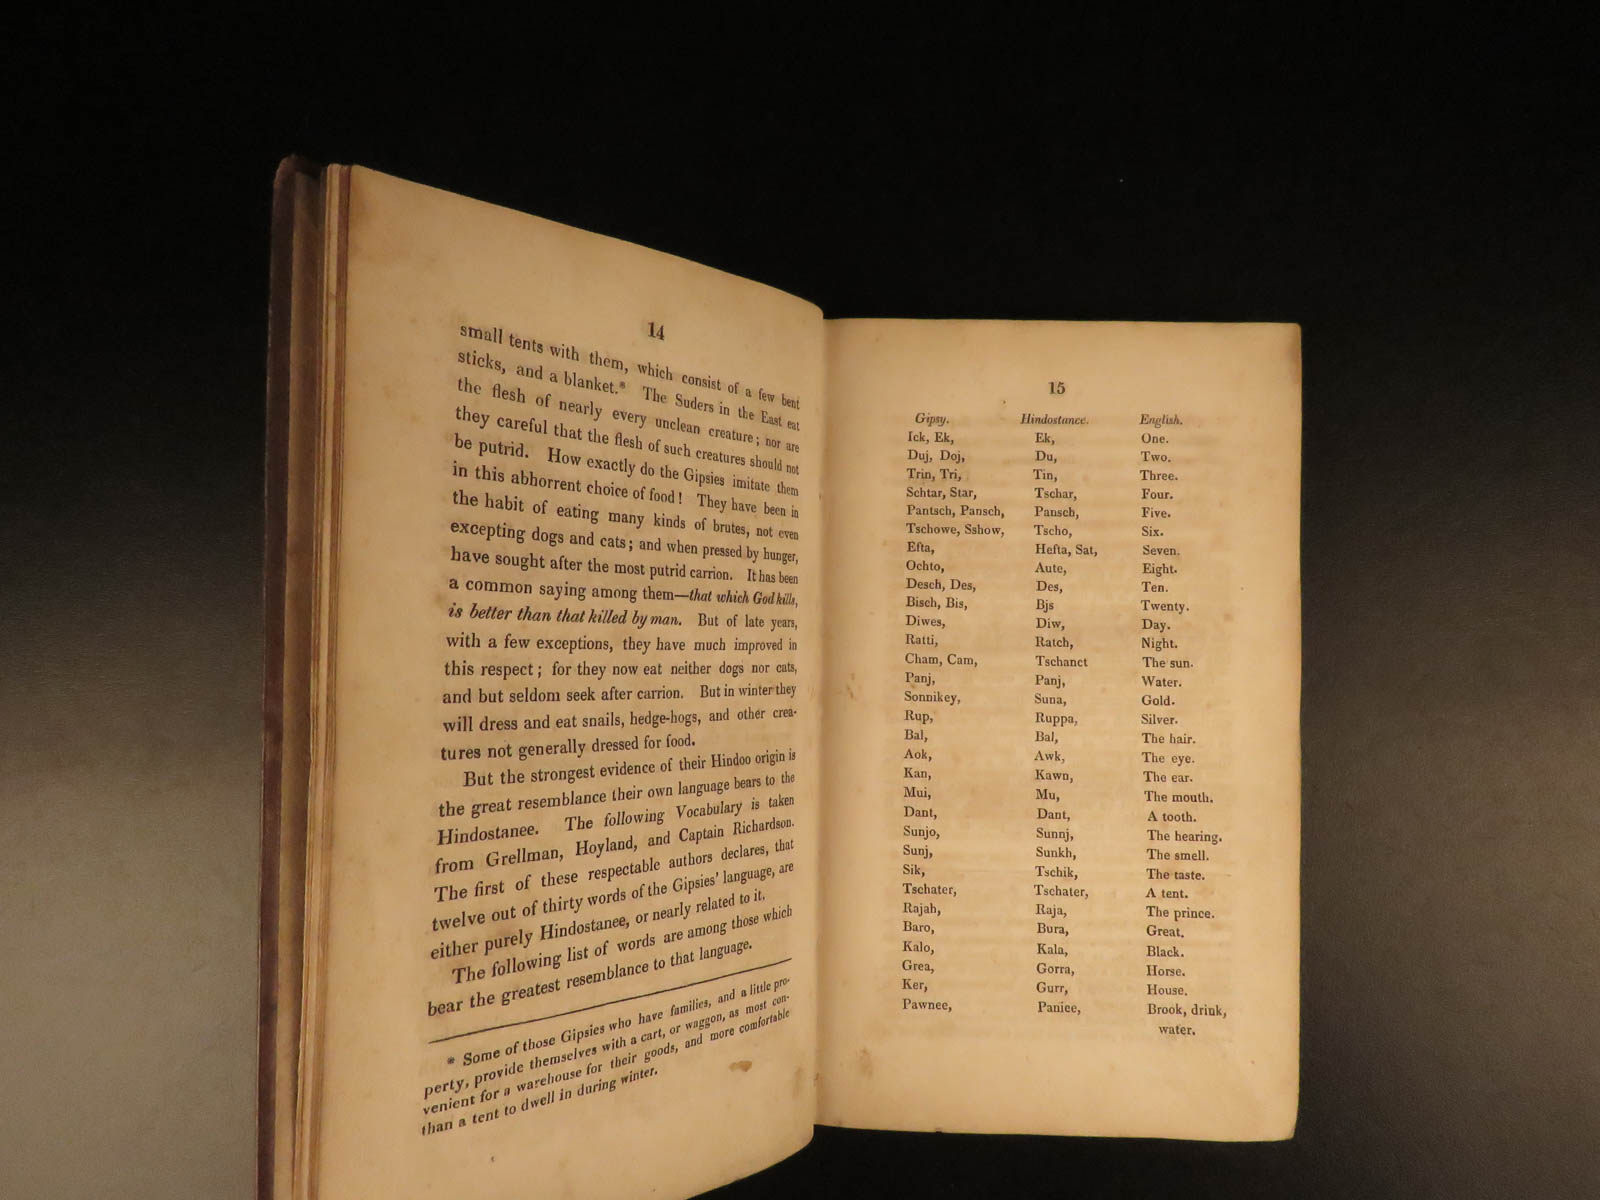 14
small tents with them, which consist of a few bent
sticks, and a blanket.* The Suders in the East eat
the flesh of nearly every unclean creature; nor are
they careful that the flesh of such creatures should not
be putrid. How exactly do the Gipsies imitate them
in this abhorrent choice of food! They have been in
the habit of eating many kinds of brutes, not even
excepting dogs and cats; and when pressed by hunger,
have sought after the most putrid carrion. It has been
a common saying among them—that which God kills,
is better than that killed by man. But of late years,
with a few exceptions, they have much improved in
this respect; for they now eat neither dogs nor cats,
and but seldom seek after carrion. But in winter they
will dress and eat snails, hedge-hogs, and other crea-
tures not generally dressed for food.
But the strongest evidence of their Hindoo origin is
the great resemblance their own language bears to the
Hindostanee. The following Vocabulary is taken
from Grellman, Hoyland, and Captain Richardson.
The first of these respectable authors declares, that
twelve out of thirty words of the Gipsies' language, are
either purely Hindostanee, or nearly related to it.
The following list of words are among those which
bear the greatest resemblance to that language.
* Some of those Gipsies who have families, and a little pro-
perty, provide themselves with a cart, or waggon, as most con-
venient for a warehouse for their goods, and more comfortable
than a tent to dwell in during winter.
15
Gipsy. Hindostanee. English.
Ick, Ek, Ek, One.
Duj, Doj, Du, Two.
Trin, Tri, Tin, Three.
Schtar, Star, Tschar, Four.
Pantsch, Pansch, Pansch, Five.
Tschowe, Sshow, Tscho, Six.
Efta, Hefta, Sat, Seven.
Ochto, Aute, Eight.
Desch, Des, Des, Ten.
Bisch, Bis, Bjs Twenty.
Diwes, Diw, Day.
Ratti, Ratch, Night.
Cham, Cam, Tschanct The sun.
Panj, Panj, Water.
Sonnikey, Suna, Gold.
Rup, Ruppa, Silver.
Bal, Bal, The hair.
Aok, Awk, The eye.
Kan, Kawn, The ear.
Mui, Mu, The mouth.
Dant, Dant, A tooth.
Sunjo, Sunnj, The hearing.
Sunj, Sunkh, The smell.
Sik, Tschik, The taste.
Tschater, Tschater, A tent.
Rajah, Raja, The prince.
Baro, Bura, Great.
Kalo, Kala, Black.
Grea, Gorra, Horse.
Ker, Gurr, House.
Pawnee, Paniee, Brook, drink,
water.